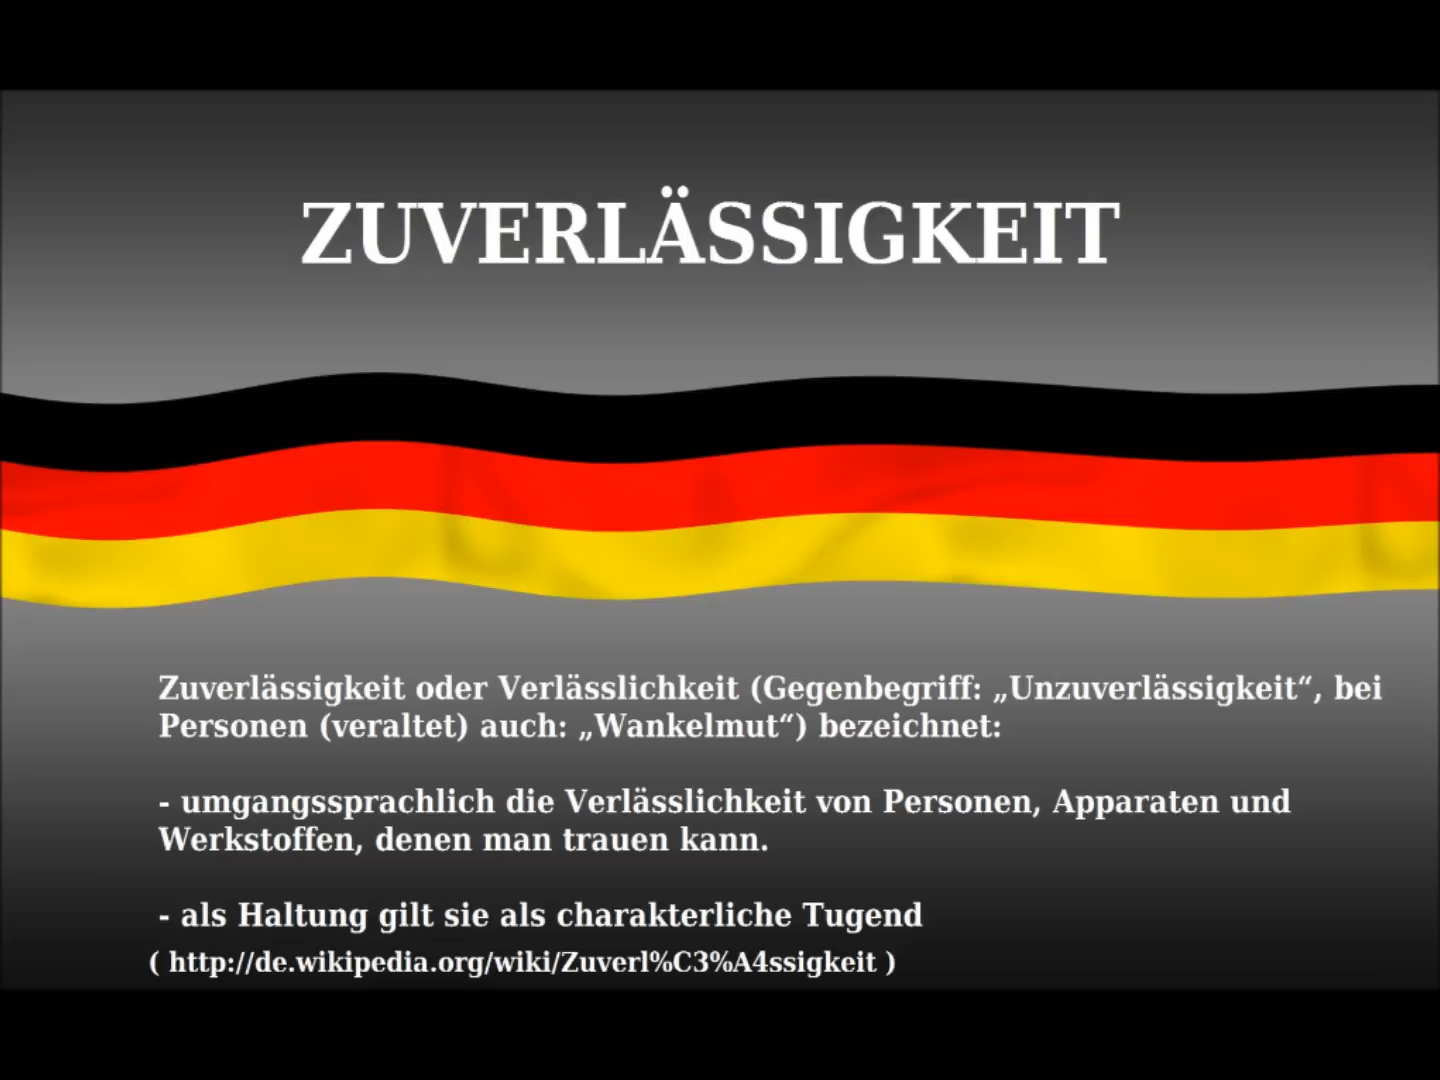 ZUVERLÄSSIGKEIT
Zuverlässigkeit oder Verlässlichkeit (Gegenbegriff: „Unzuverlässigkeit“, bei
Personen (veraltet) auch: „Wankelmut“) bezeichnet:
- umgangssprachlich die Verlässlichkeit von Personen, Apparaten und
Werkstoffen, denen man trauen kann.
- als Haltung gilt sie als charakterliche Tugend
( http://de.wikipedia.org/wiki/Zuverl%C3%A4ssigkeit )